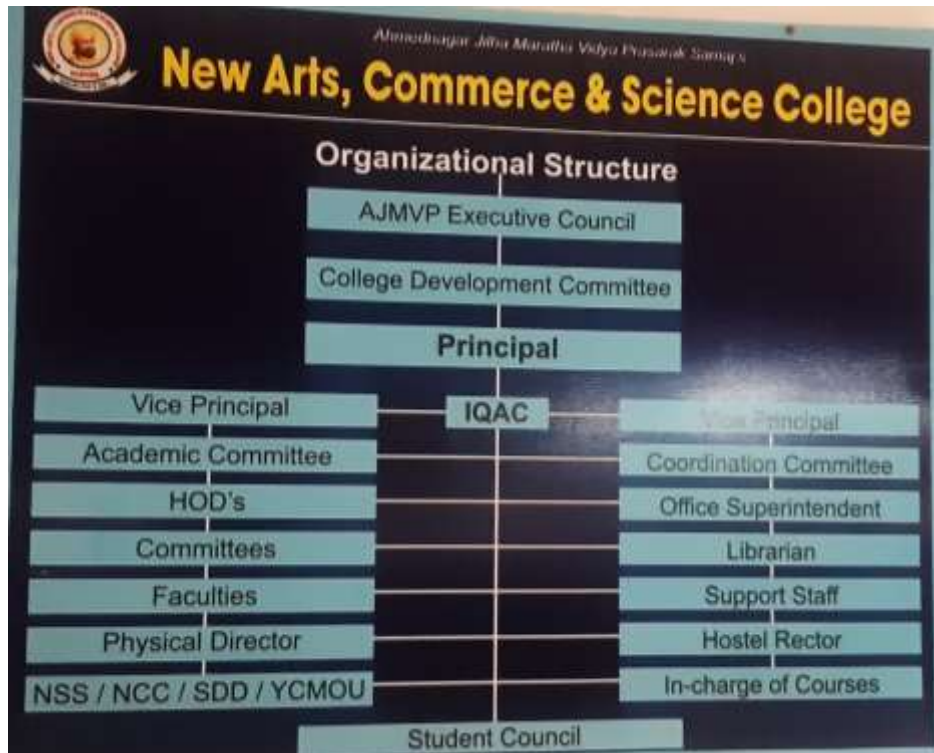 Ahmednagar Jilha Maratha Vidya Prasarak Samaj's
New Arts, Commerce & Science College
Organizational Structure
AJMVP Executive Council
College Development Committee
Principal
Vice Principal
IQAC
Vice Principal
Academic Committee
Coordination Committee
HOD's
Office Superintendent
Committees
Librarian
Faculties
Support Staff
Physical Director
Hostel Rector
NSS / NCC / SDD / YCMOU
In-charge of Courses
Student Council